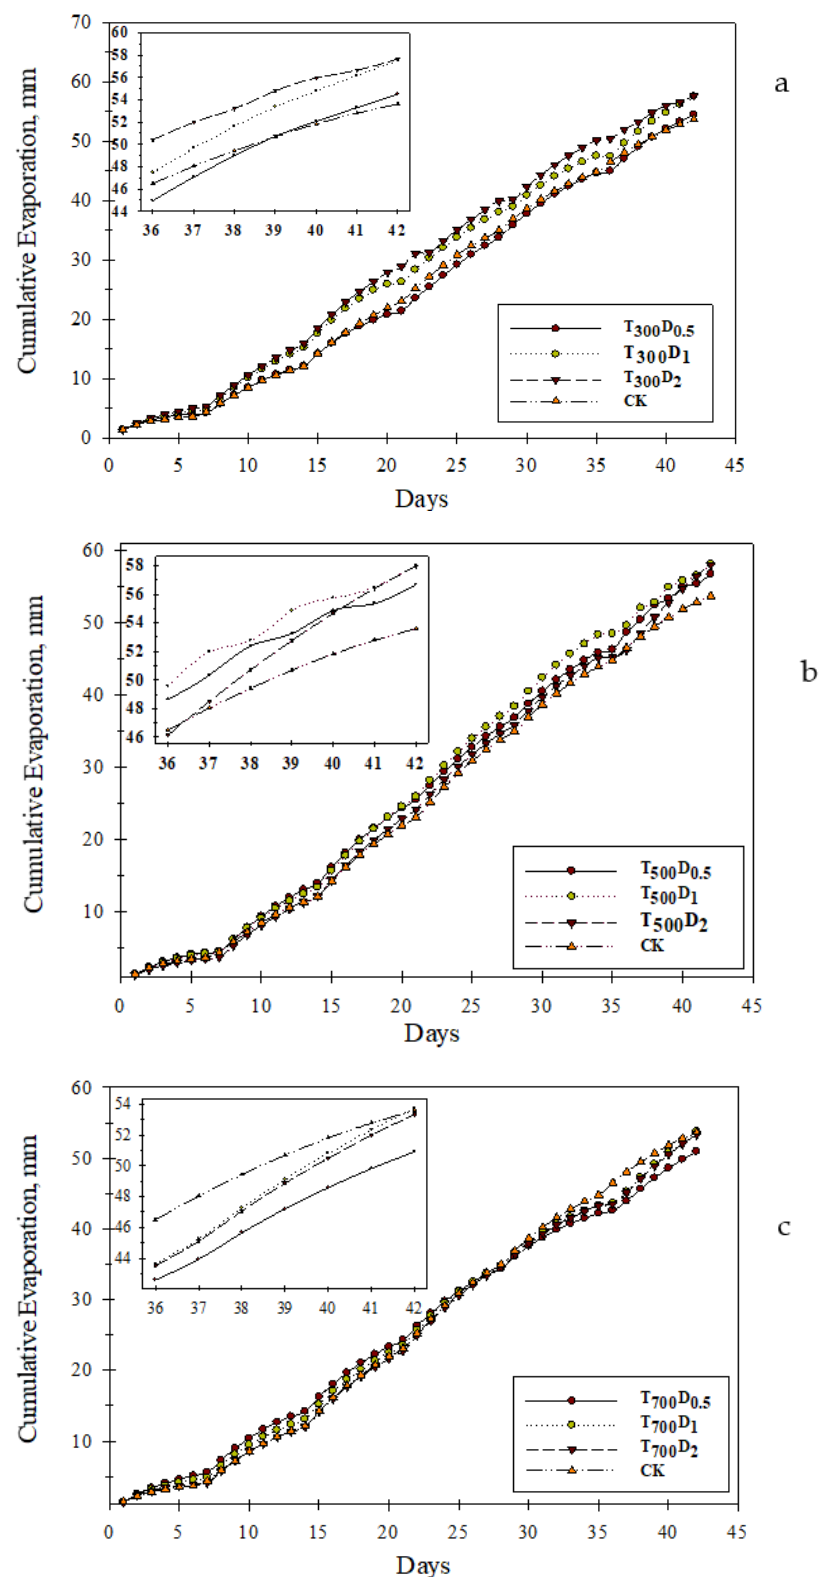 70
60
50
40
30
20
10
0
Cumulative Evaporation, mm
60
58
56
54
52
50
48
46
44
36 37 38 39 40 41 42
T300D0.5
T300D1
T300D2
CK
0 5 10 15 20 25 30 35 40 45
Days
a
60
50
40
30
20
10
Cumulative Evaporation, mm
58
56
54
52
50
48
46
36 37 38 39 40 41 42
T500D0.5
T500D1
T500D2
CK
0 5 10 15 20 25 30 35 40 45
Days
b
60
50
40
30
20
10
Cumulative Evaporation, mm
54
52
50
48
46
44
36 37 38 39 40 41 42
T700D0.5
T700D1
T700D2
CK
0 5 10 15 20 25 30 35 40 45
Days
c